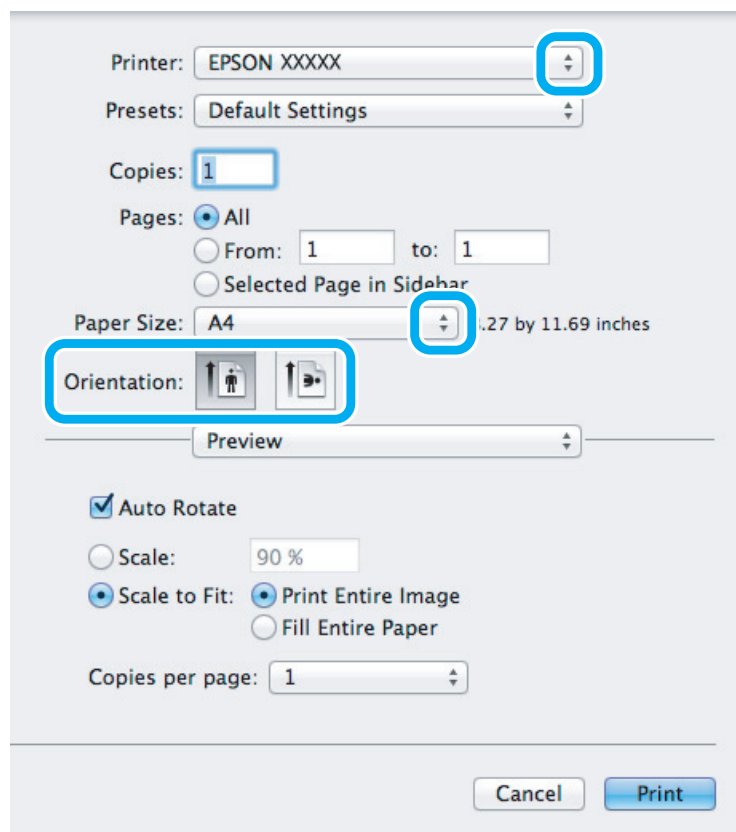 Printer: EPSON XXXXX
Presets: Default Settings
Copies: 1
Pages: All
From: 1 to: 1
Selected Page in Sidebar
Paper Size: A4 .27 by 11.69 inches
Orientation:
Preview
Auto Rotate
Scale: 90 %
Scale to Fit: Print Entire Image
Fill Entire Paper
Copies per page: 1
Cancel Print